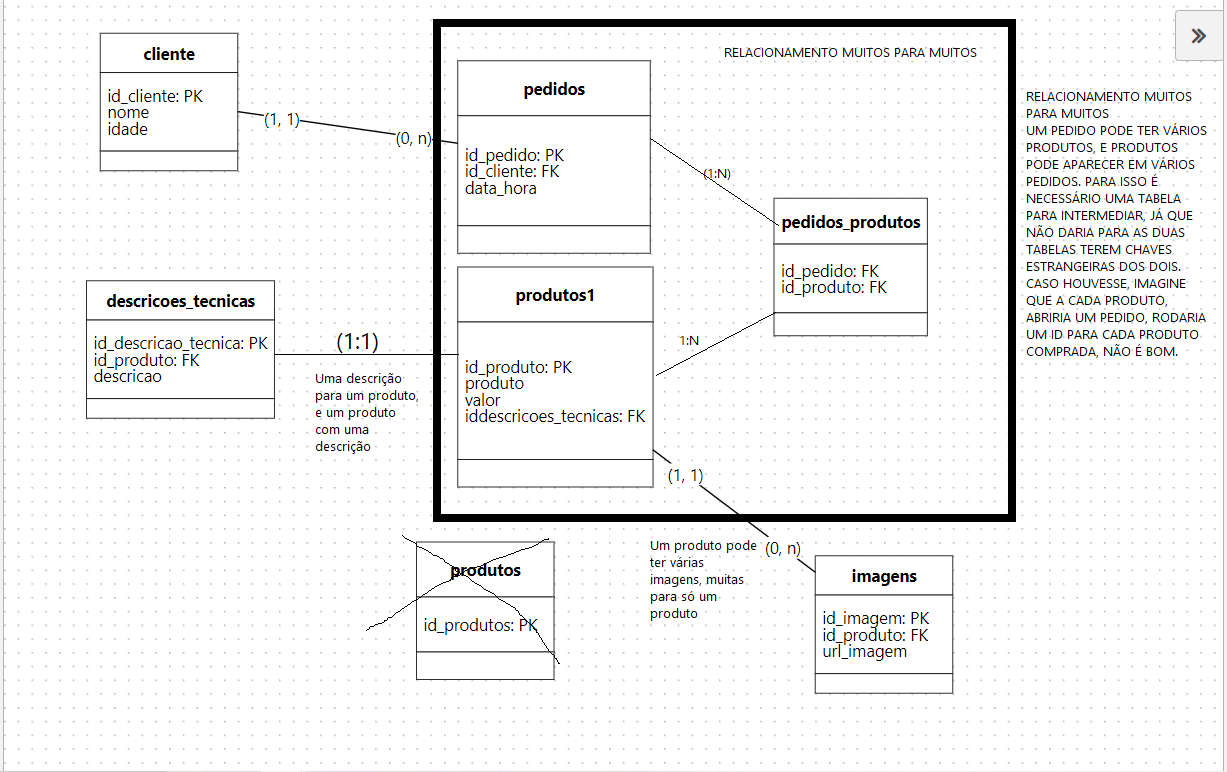 cliente
id_cliente: PK
nome
idade
(1, 1)
(0, n)
RELACIONAMENTO MUITOS PARA MUITOS
pedidos
id_pedido: PK
id_cliente: FK
data_hora
(1:N)
pedidos_produtos
id_pedido: FK
id_produto: FK
RELACIONAMENTO MUITOS
PARA MUITOS
UM PEDIDO PODE TER VÁRIOS
PRODUTOS, E PRODUTOS
PODE APARECER EM VÁRIOS
PEDIDOS. PARA ISSO É
NECESSÁRIO UMA TABELA
PARA INTERMEDIAR, JÁ QUE
NÃO DARIA PARA AS DUAS
TABELAS TEREM CHAVES
ESTRANGEIRAS DOS DOIS.
CASO HOUVESSE, IMAGINE
QUE A CADA PRODUTO,
ABRIRIA UM PEDIDO, RODARIA
UM ID PARA CADA PRODUTO
COMPRADA, NÃO É BOM.
descricoes_tecnicas
id_descricao_tecnica: PK
id_produto: FK
descricao
(1:1)
Uma descrição
para um produto,
e um produto
com uma
descrição
produtos1
id_produto: PK
produto
valor
iddescricoes_tecnicas: FK
1:N
(1, 1)
(0, n)
Um produto pode
ter várias
imagens, muitas
para só um
produto
produtos
id_produtos: PK
imagens
id_imagem: PK
id_produto: FK
url_imagem